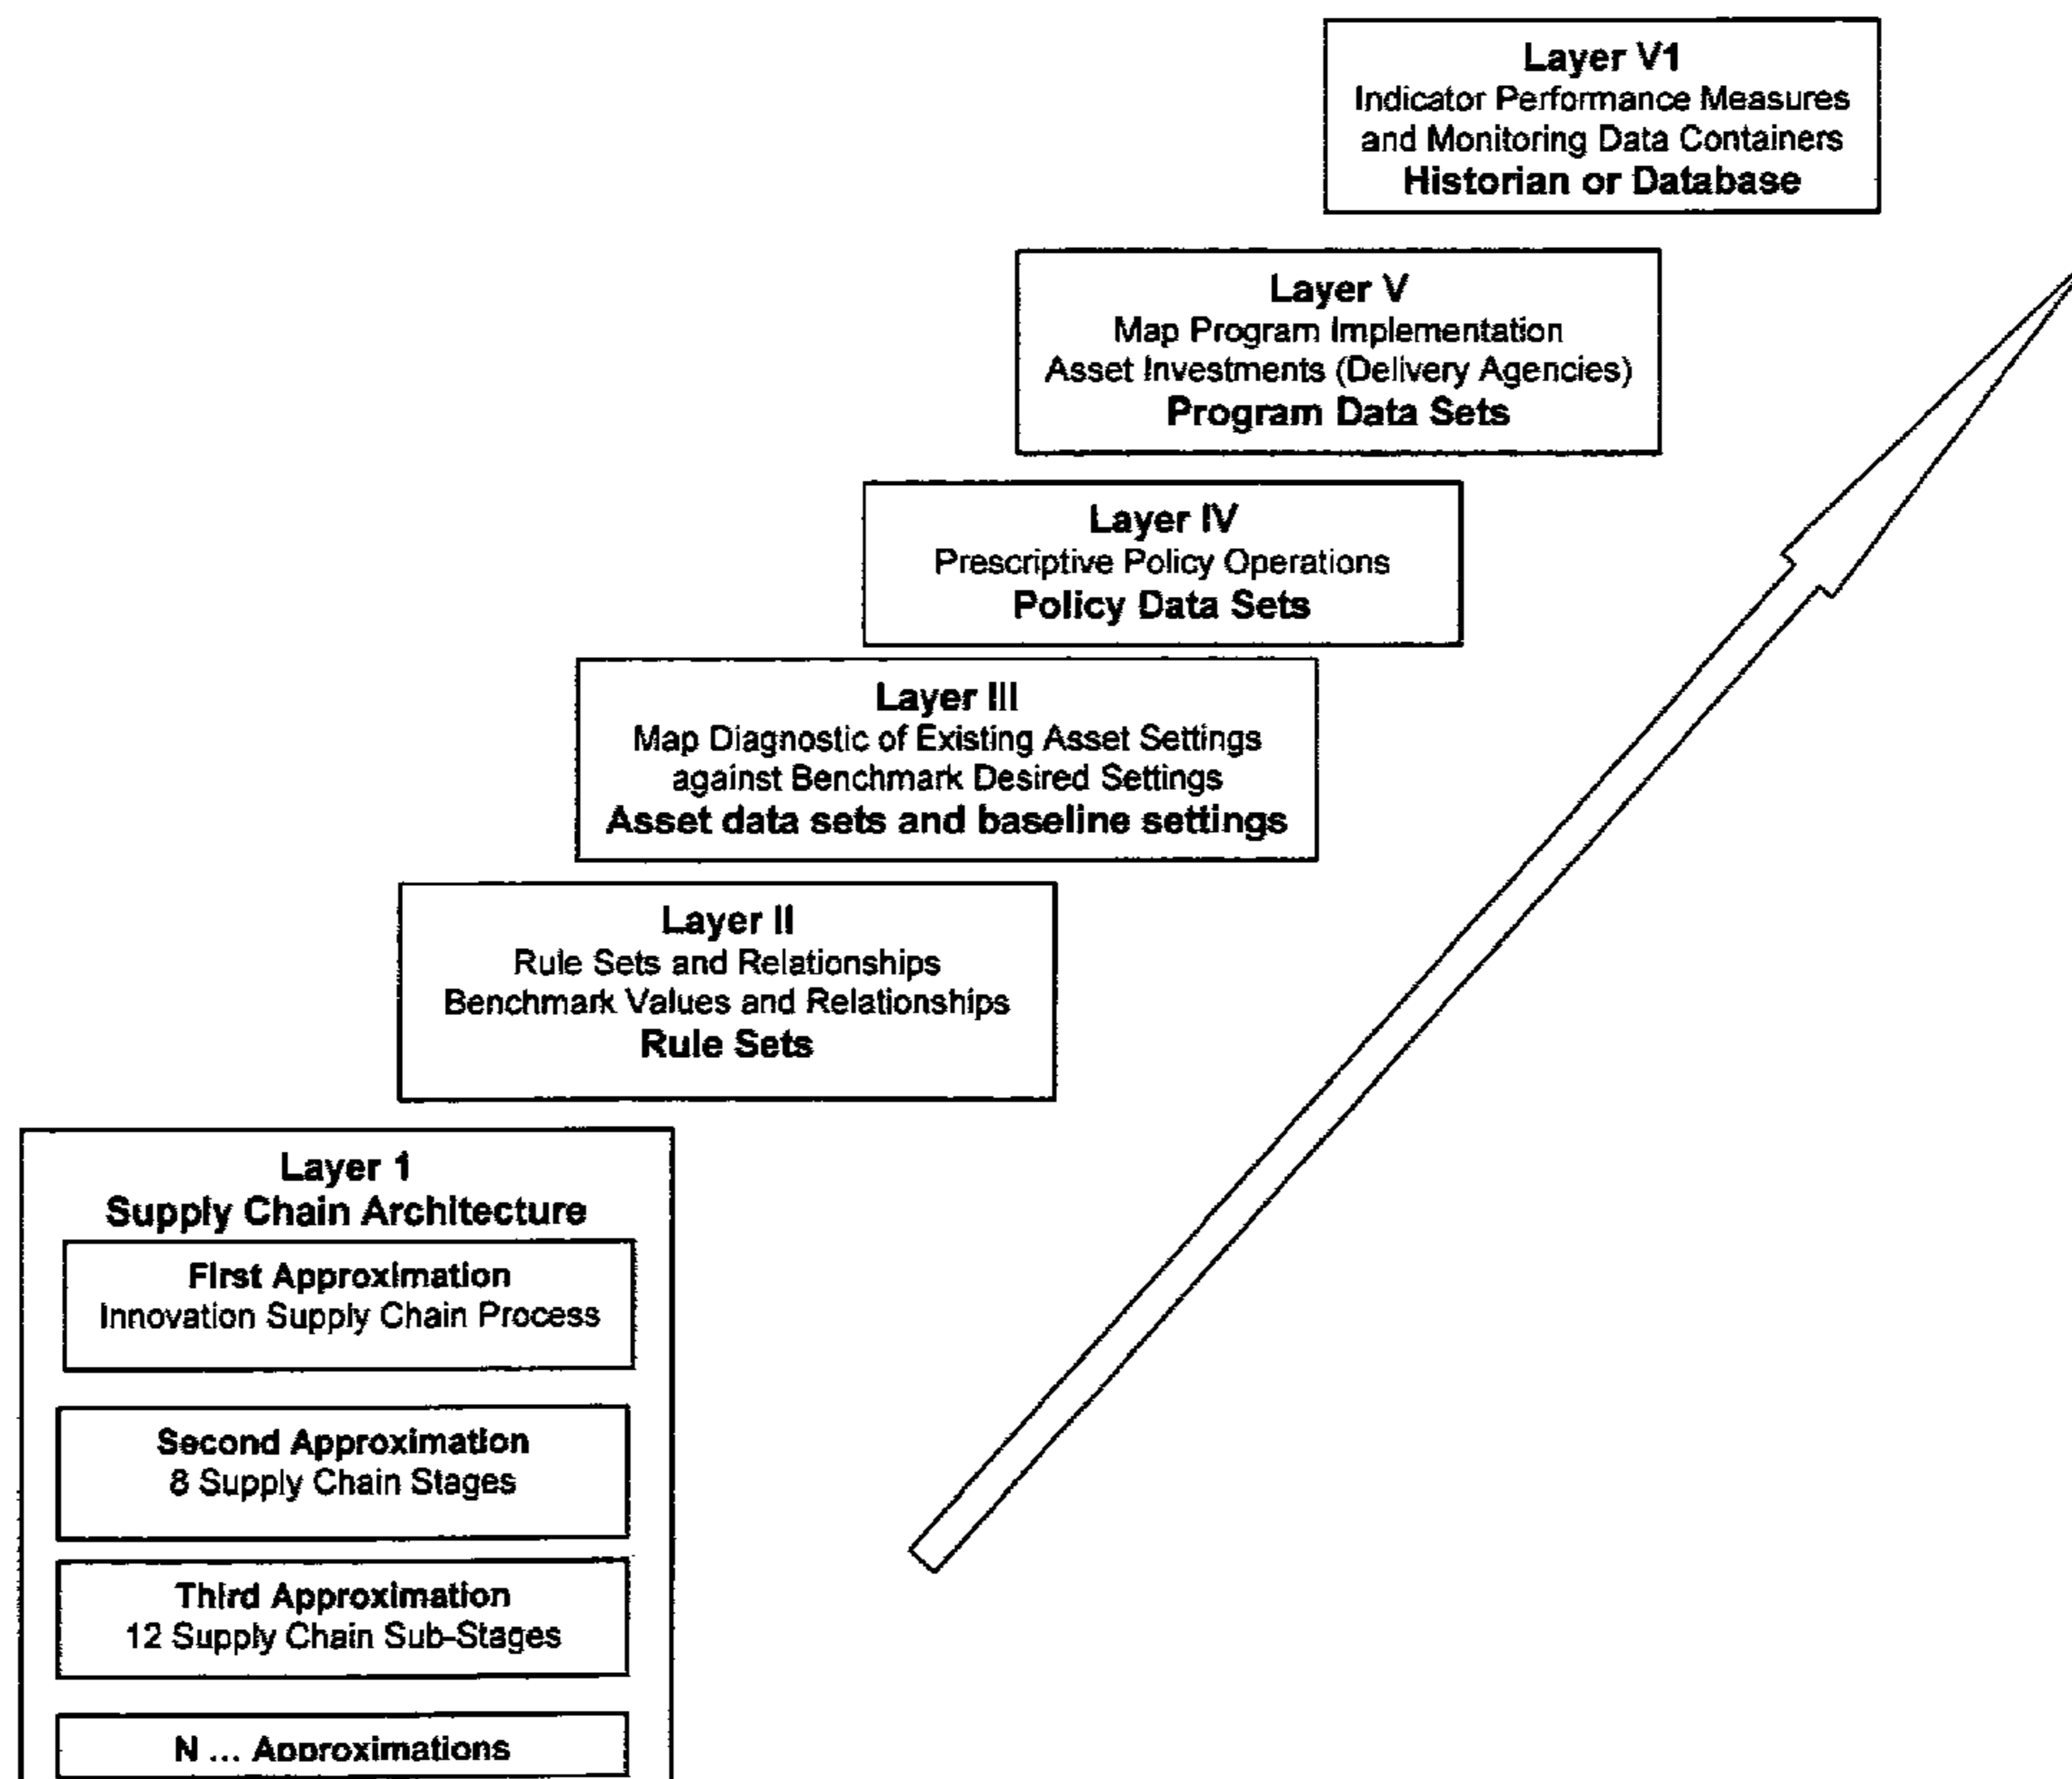 Layer V1
Indicator Performance Measures
and Monitoring Data Containers
Historian or Database
Layer V
Map Program Implementation
Asset Investments (Delivery Agencies)
Program Data Sets
Layer IV
Prescriptive Policy Operations
Policy Data Sets
Layer III
Map Diagnostic of Existing Asset Settings
against Benchmark Desired Settings
Asset data sets and baseline settings
Layer II
Rule Sets and Relationships
Benchmark Values and Relationships
Rule Sets
Layer 1
Supply Chain Architecture
First Approximation
Innovation Supply Chain Process
Second Approximation
8 Supply Chain Stages
Third Approximation
12 Supply Chain Sub-Stages
N ... Approximations